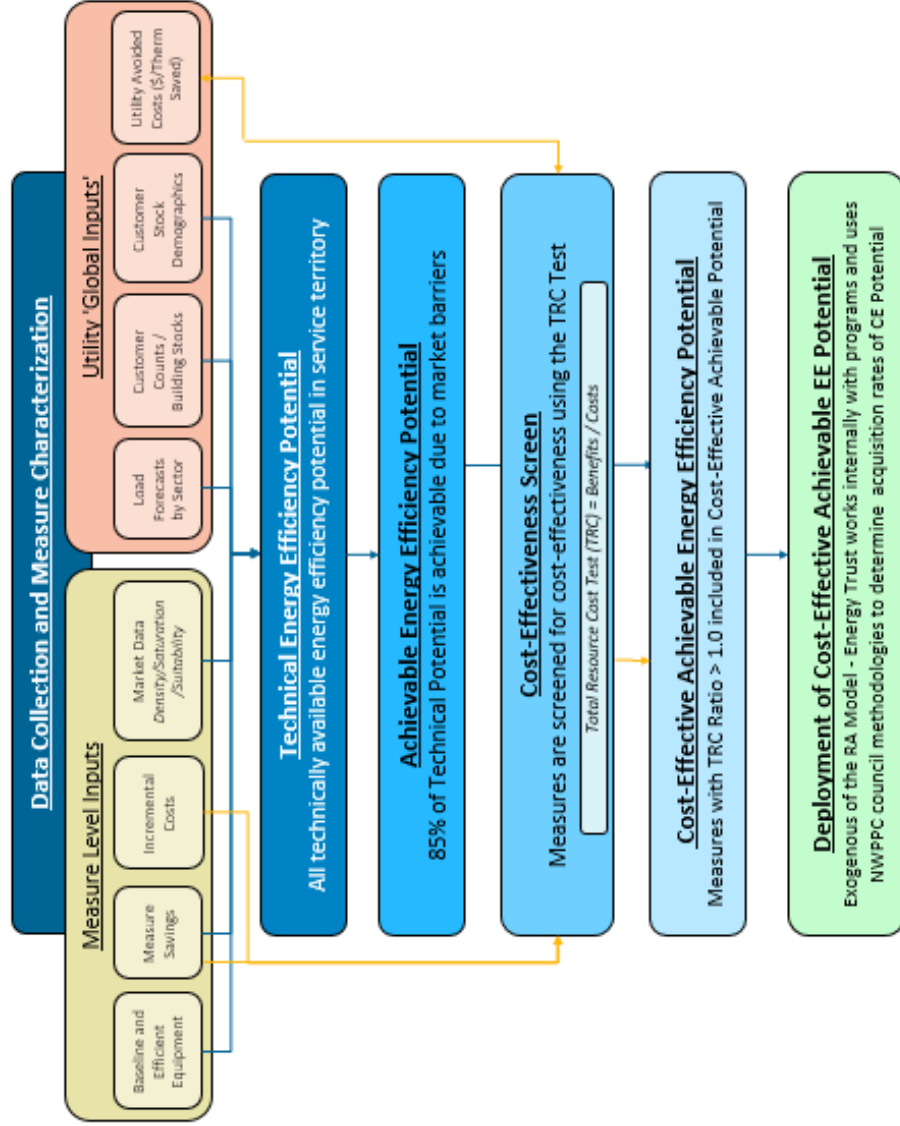 Data Collection and Measure Characterization
Measure Level Inputs
Baseline and
Efficient
Equipment
Measure
Savings
Incremental
Costs
Market Data
Density/Saturation
/Suitability
Utility 'Global Inputs'
Load
Forecasts
by Sector
Customer
Counts /
Building Stocks
Customer
Stock
Demographics
Utility Avoided
Costs ($/Therm
Saved)
Technical Energy Efficiency Potential
All technically available energy efficiency potential in service territory
Achievable Energy Efficiency Potential
85% of Technical Potential is achievable due to market barriers
Cost-Effectiveness Screen
Measures are screened for cost-effectiveness using the TRC Test
Total Resource Cost Test (TRC) = Benefits / Costs
Cost-Effective Achievable Energy Efficiency Potential
Measures with TRC Ratio > 1.0 included in Cost-Effective Achievable Potential
Deployment of Cost-Effective Achievable EE Potential
Exogenous of the RA Model - Energy Trust works internally with programs and uses
NWPPC council methodologies to determine acquisition rates of CE Potential